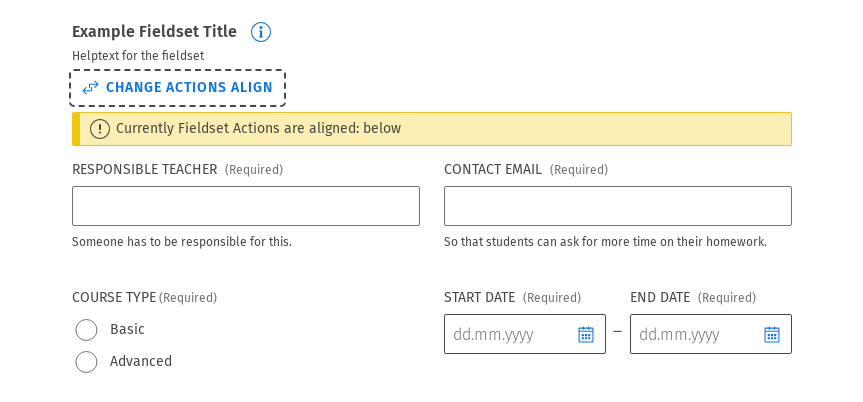 Example Fieldset Title
Helptext for the fieldset
CHANGE ACTIONS ALIGN
Currently Fieldset Actions are aligned: below
RESPONSIBLE TEACHER (Required)
CONTACT EMAIL (Required)
Someone has to be responsible for this.
So that students can ask for more time on their homework.
COURSE TYPE (Required)
START DATE (Required)
END DATE (Required)
Basic
dd.mm.yyyy – dd.mm.yyyy
Advanced